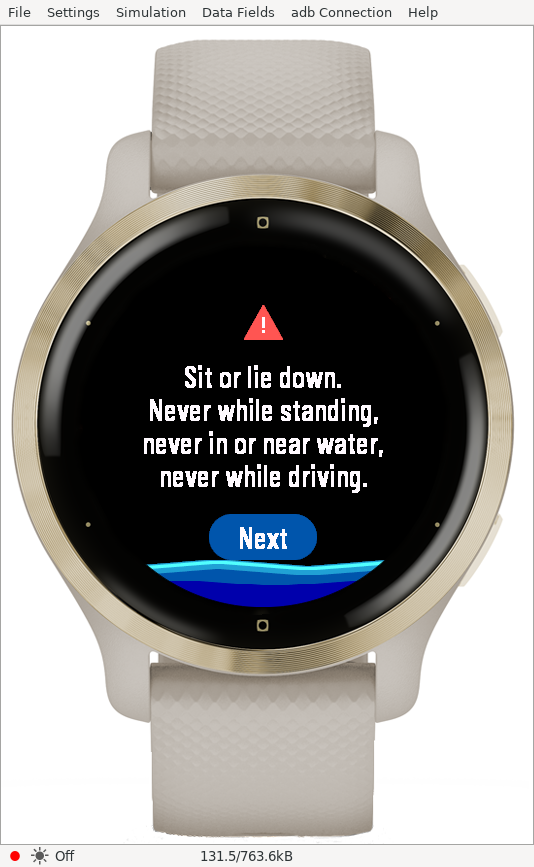 File Settings Simulation Data Fields adb Connection Help
!
Sit or lie down.
Never while standing,
never in or near water,
never while driving.
Next
Off 131.5/763.6kB